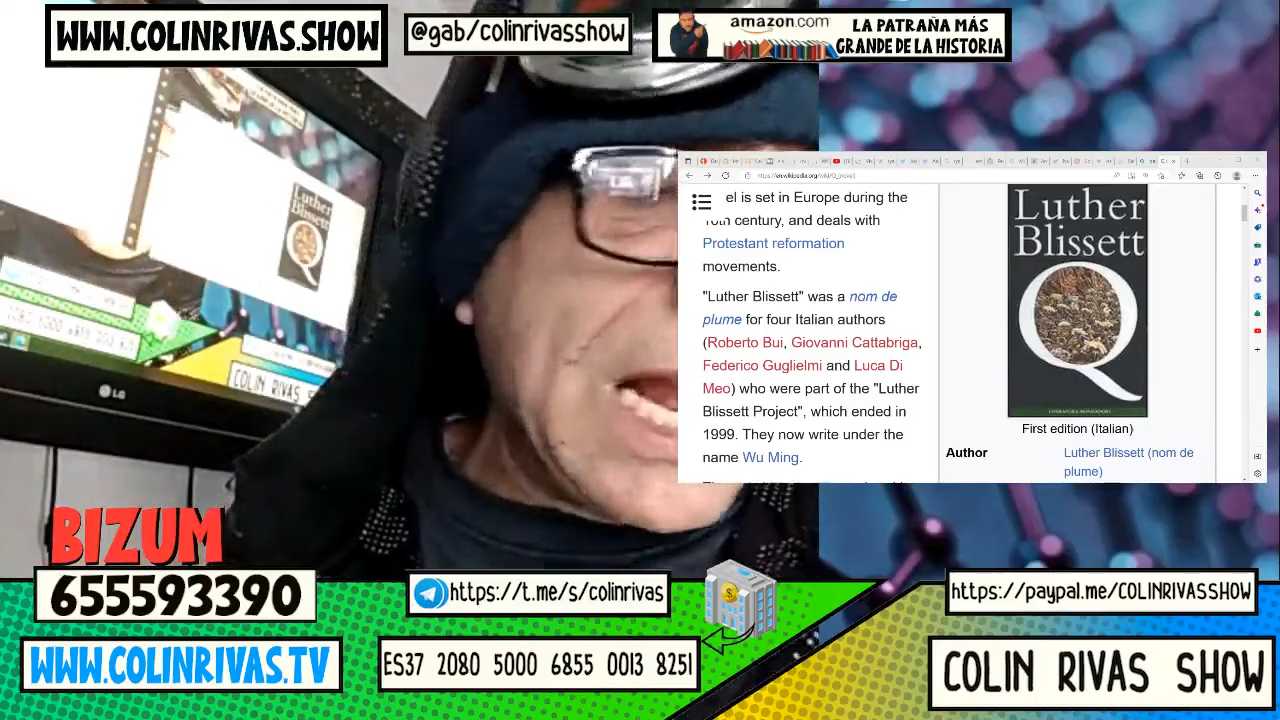 WWW.COLINRIVAS.SHOW
@gab/colinrivasshow
amazon.com
LA PATRAÑA MÁS
GRANDE DE LA HISTORIA
el is set in Europe during the
century, and deals with
Protestant reformation
movements.
"Luther Blissett" was a nom de
plume for four Italian authors
(Roberto Bui, Giovanni Cattabriga,
Federico Guglielmi and Luca Di
Meo) who were part of the "Luther
Blissett Project", which ended in
1999. They now write under the
name Wu Ming.
Luther
Blissett
Q
First edition (Italian)
Author
Luther Blissett (nom de
plume)
Luther
Blissett
Q
COLIN RIVAS
LG
BIZUM
655593390
WWW.COLINRIVAS.TV
https://t.me/s/colinrivas
ES37 2080 5000 6855 0013 8251
https://paypal.me/COLINRIVASSHOW
COLIN RIVAS SHOW